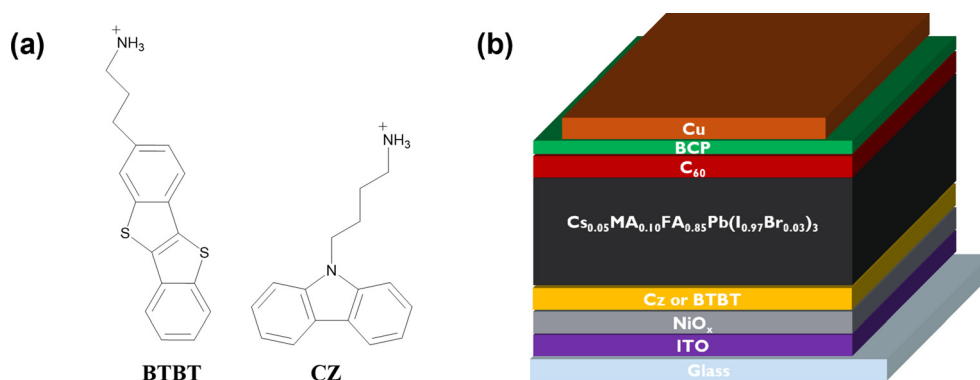 (a)
+
NH3
S
S
BTBT
+
NH3
N
CZ
(b)
Cu
BCP
C60
Cs0.05MA0.10FA0.85Pb(I0.97Br0.03)3
Cz or BTBT
NiOx
ITO
Glass